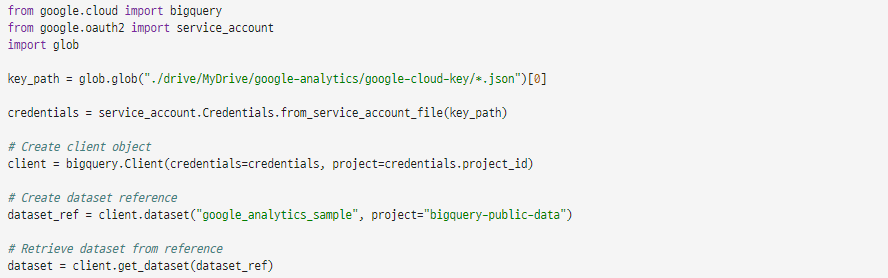 from google.cloud import bigquery
from google.oauth2 import service_account
import glob

key_path = glob.glob("./drive/MyDrive/google-analytics/google-cloud-key/*.json")[0]

credentials = service_account.Credentials.from_service_account_file(key_path)

# Create client object
client = bigquery.Client(credentials=credentials, project=credentials.project_id)

# Create dataset reference
dataset_ref = client.dataset("google_analytics_sample", project="bigquery-public-data")

# Retrieve dataset from reference
dataset = client.get_dataset(dataset_ref)